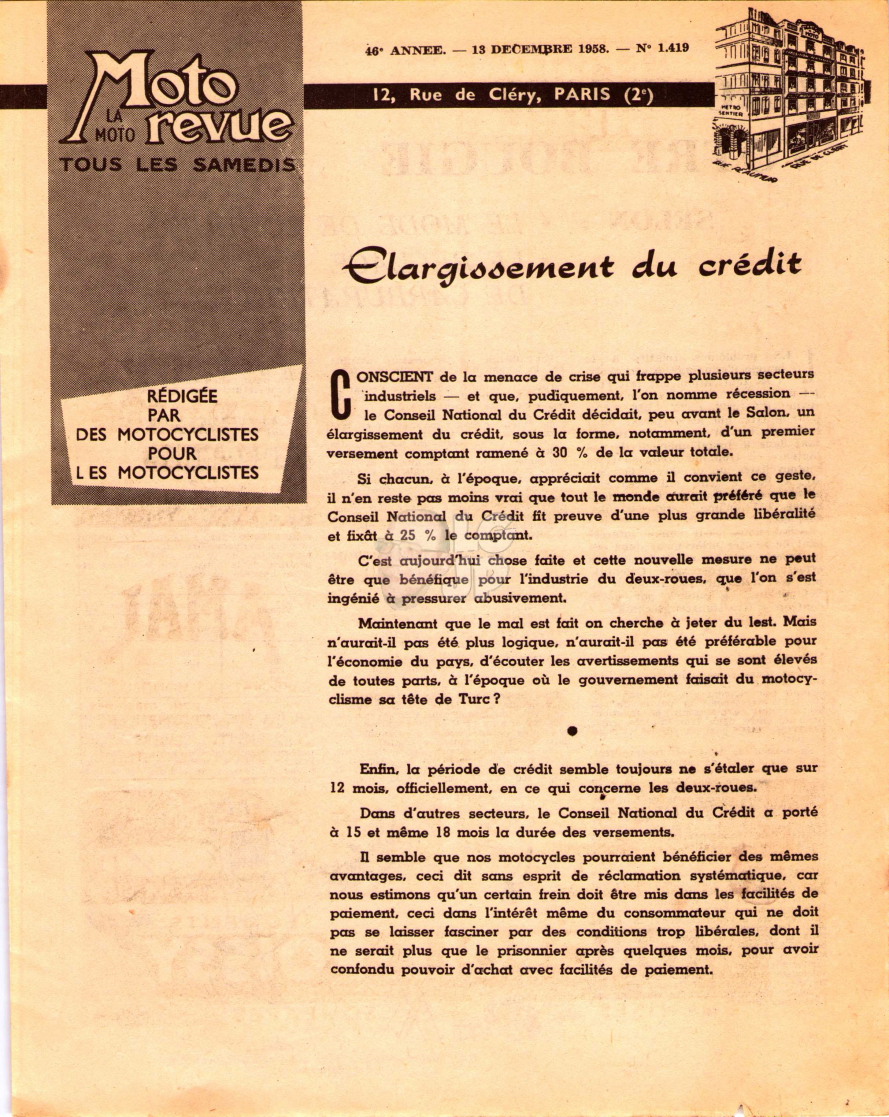 46e ANNEE. — 13 DECEMBRE 1958. — N° 1.419
12, Rue de Cléry, PARIS (2e)
Moto
LA
MOTO revue
TOUS LES SAMEDIS
METRO
SENTIER
RUE DE CLERY
RÉDIGÉE
PAR
DES MOTOCYCLISTES
POUR
LES MOTOCYCLISTES
Elargissement du crédit
CONSCIENT de la menace de crise qui frappe plusieurs secteurs
industriels — et que, pudiquement, l'on nomme récession —
le Conseil National du Crédit décidait, peu avant le Salon, un
élargissement du crédit, sous la forme, notamment, d'un premier
versement comptant ramené à 30 % de la valeur totale.
Si chacun, à l'époque, appréciait comme il convient ce geste,
il n'en reste pas moins vrai que tout le monde aurait préféré que le
Conseil National du Crédit fît preuve d'une plus grande libéralité
et fixât à 25 % le comptant.
C'est aujourd'hui chose faite et cette nouvelle mesure ne peut
être que bénéfique pour l'industrie du deux-roues, que l'on s'est
ingénié à pressurer abusivement.
Maintenant que le mal est fait on cherche à jeter du lest. Mais
n'aurait-il pas été plus logique, n'aurait-il pas été préférable pour
l'économie du pays, d'écouter les avertissements qui se sont élevés
de toutes parts, à l'époque où le gouvernement faisait du motocy-
clisme sa tête de Turc ?
●
Enfin, la période de crédit semble toujours ne s'étaler que sur
12 mois, officiellement, en ce qui concerne les deux-roues.
Dans d'autres secteurs, le Conseil National du Crédit a porté
à 15 et même 18 mois la durée des versements.
Il semble que nos motocycles pourraient bénéficier des mêmes
avantages, ceci dit sans esprit de réclamation systématique, car
nous estimons qu'un certain frein doit être mis dans les facilités de
paiement, ceci dans l'intérêt même du consommateur qui ne doit
pas se laisser fasciner par des conditions trop libérales, dont il
ne serait plus que le prisonnier après quelques mois, pour avoir
confondu pouvoir d'achat avec facilités de paiement.